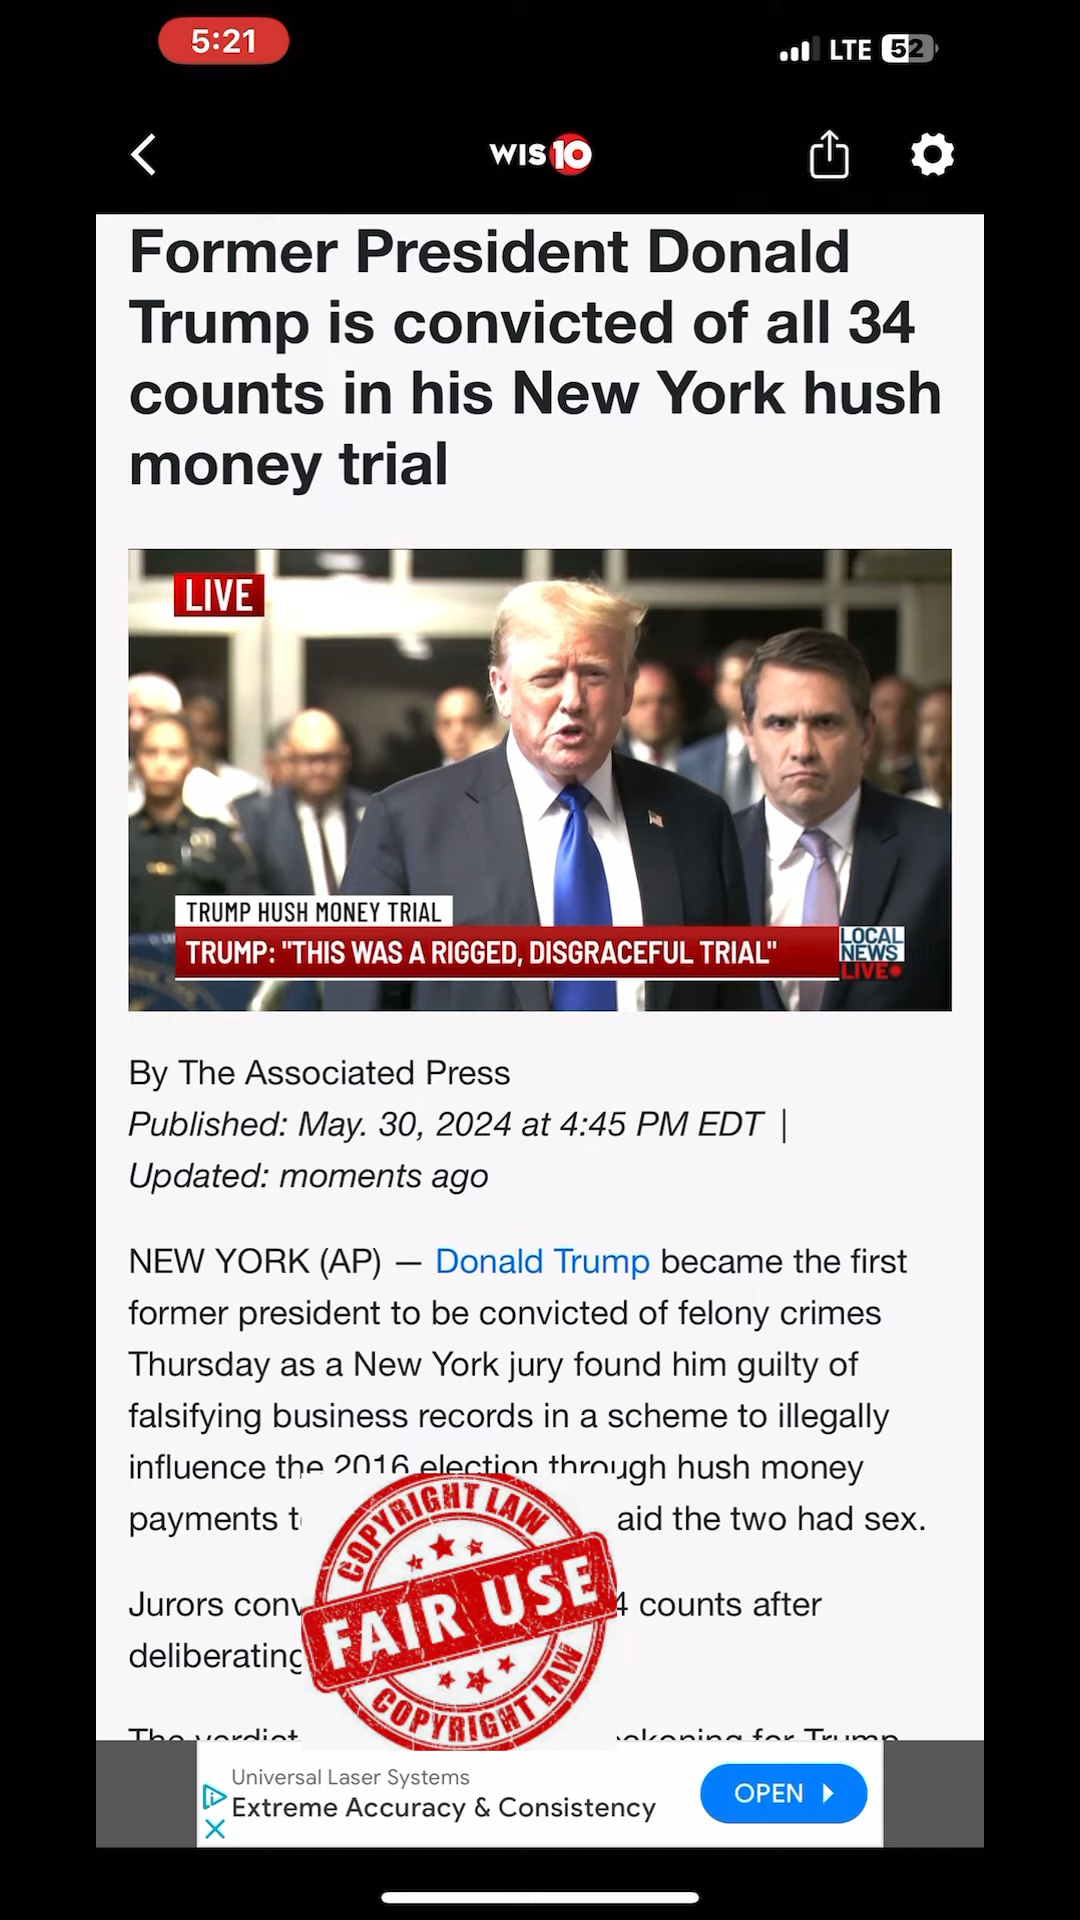 5:21
LTE 52
WIS 10
Former President Donald
Trump is convicted of all 34
counts in his New York hush
money trial
LIVE
TRUMP HUSH MONEY TRIAL
TRUMP: "THIS WAS A RIGGED, DISGRACEFUL TRIAL"
LOCAL
NEWS
LIVE
By The Associated Press
Published: May. 30, 2024 at 4:45 PM EDT |
Updated: moments ago
NEW YORK (AP) — Donald Trump became the first
former president to be convicted of felony crimes
Thursday as a New York jury found him guilty of
falsifying business records in a scheme to illegally
influence the 2016 election through hush money
payments the two had sex.
Jurors counts after
deliberating
The verdict for Trump
COPYRIGHT LAW
FAIR USE
COPYRIGHT LAW
Universal Laser Systems
Extreme Accuracy & Consistency
OPEN